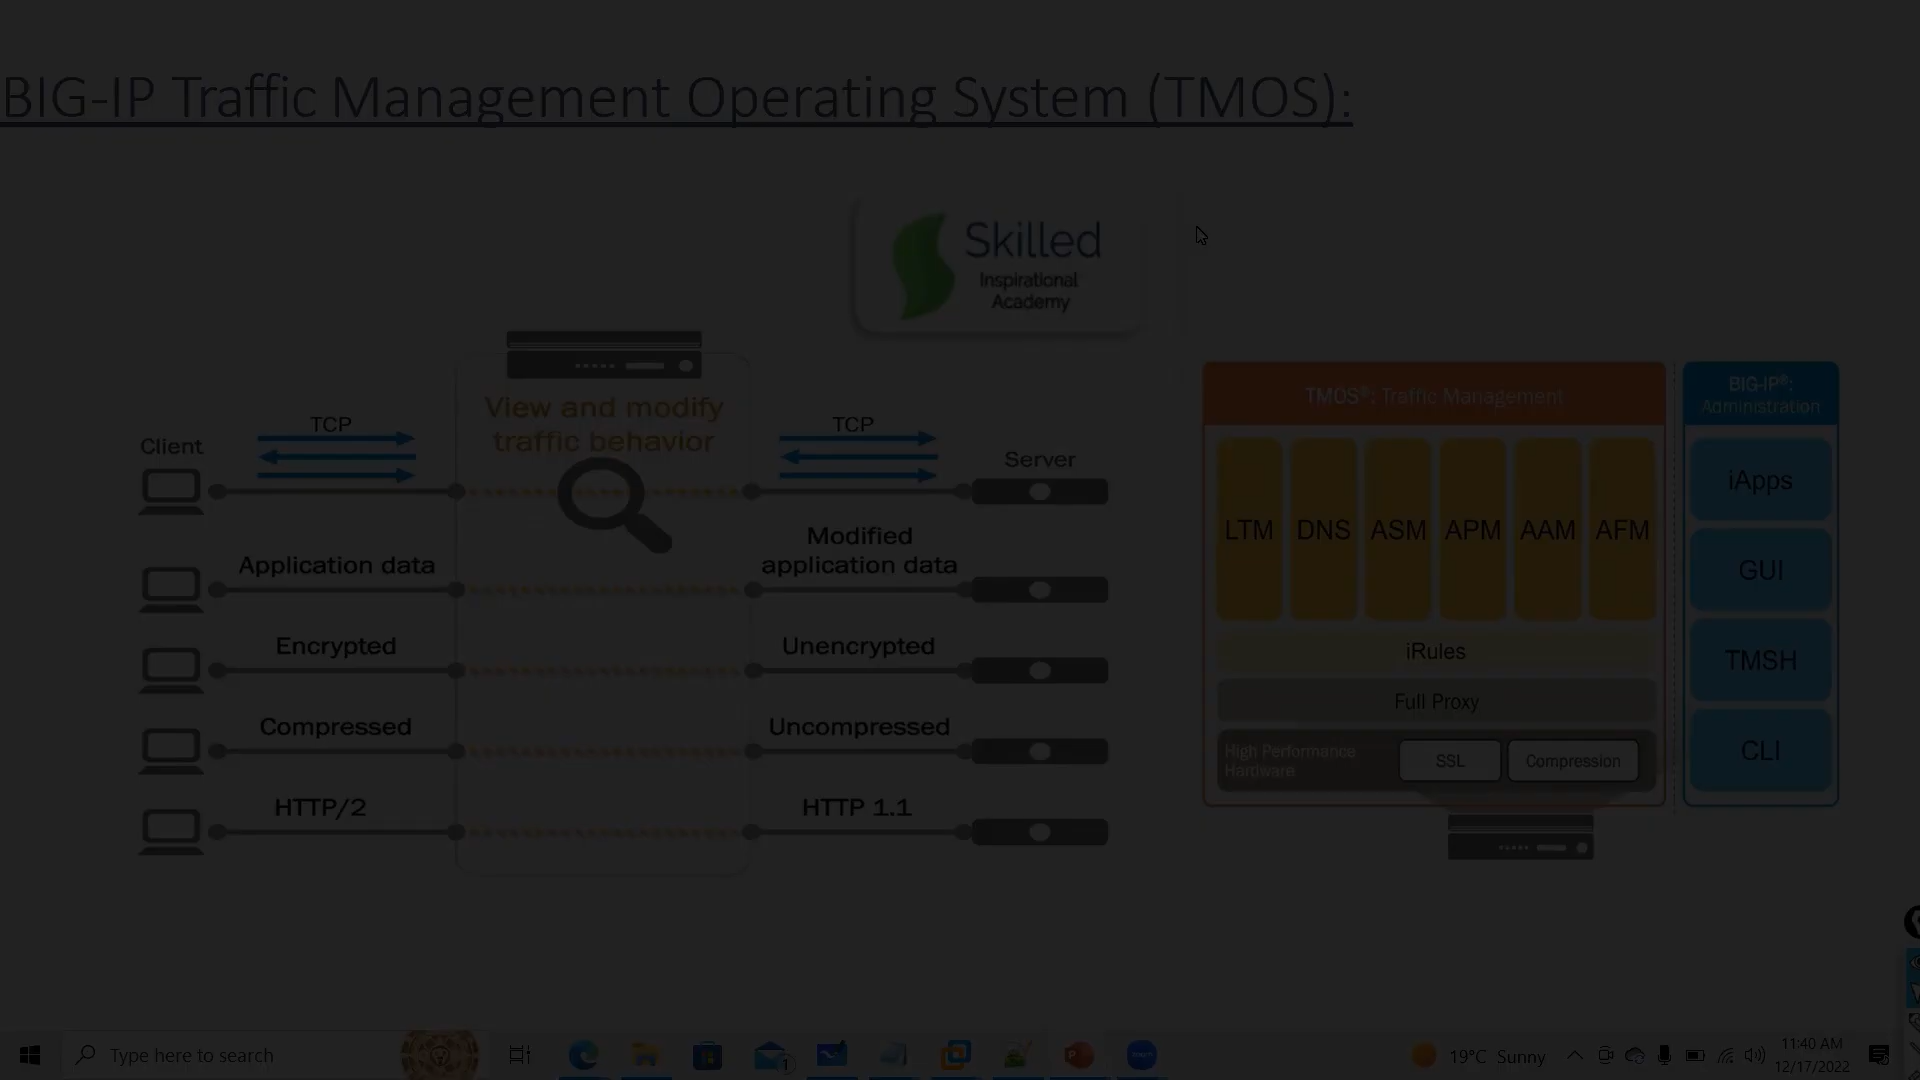 BIG-IP Traffic Management Operating System (TMOS):
Skilled
Inspirational
Academy
View and modify
traffic behavior
TCP
TCP
Client
Server
Application data
Modified
application data
Encrypted
Unencrypted
Compressed
Uncompressed
HTTP/2
HTTP 1.1
TMOS®: Traffic Management
LTM
DNS
ASM
APM
AAM
AFM
iRules
Full Proxy
High Performance
Hardware
SSL
Compression
BIG-IP®:
Administration
iApps
GUI
TMSH
CLI
Type here to search
1
19°C Sunny
11:40 AM
12/17/2022